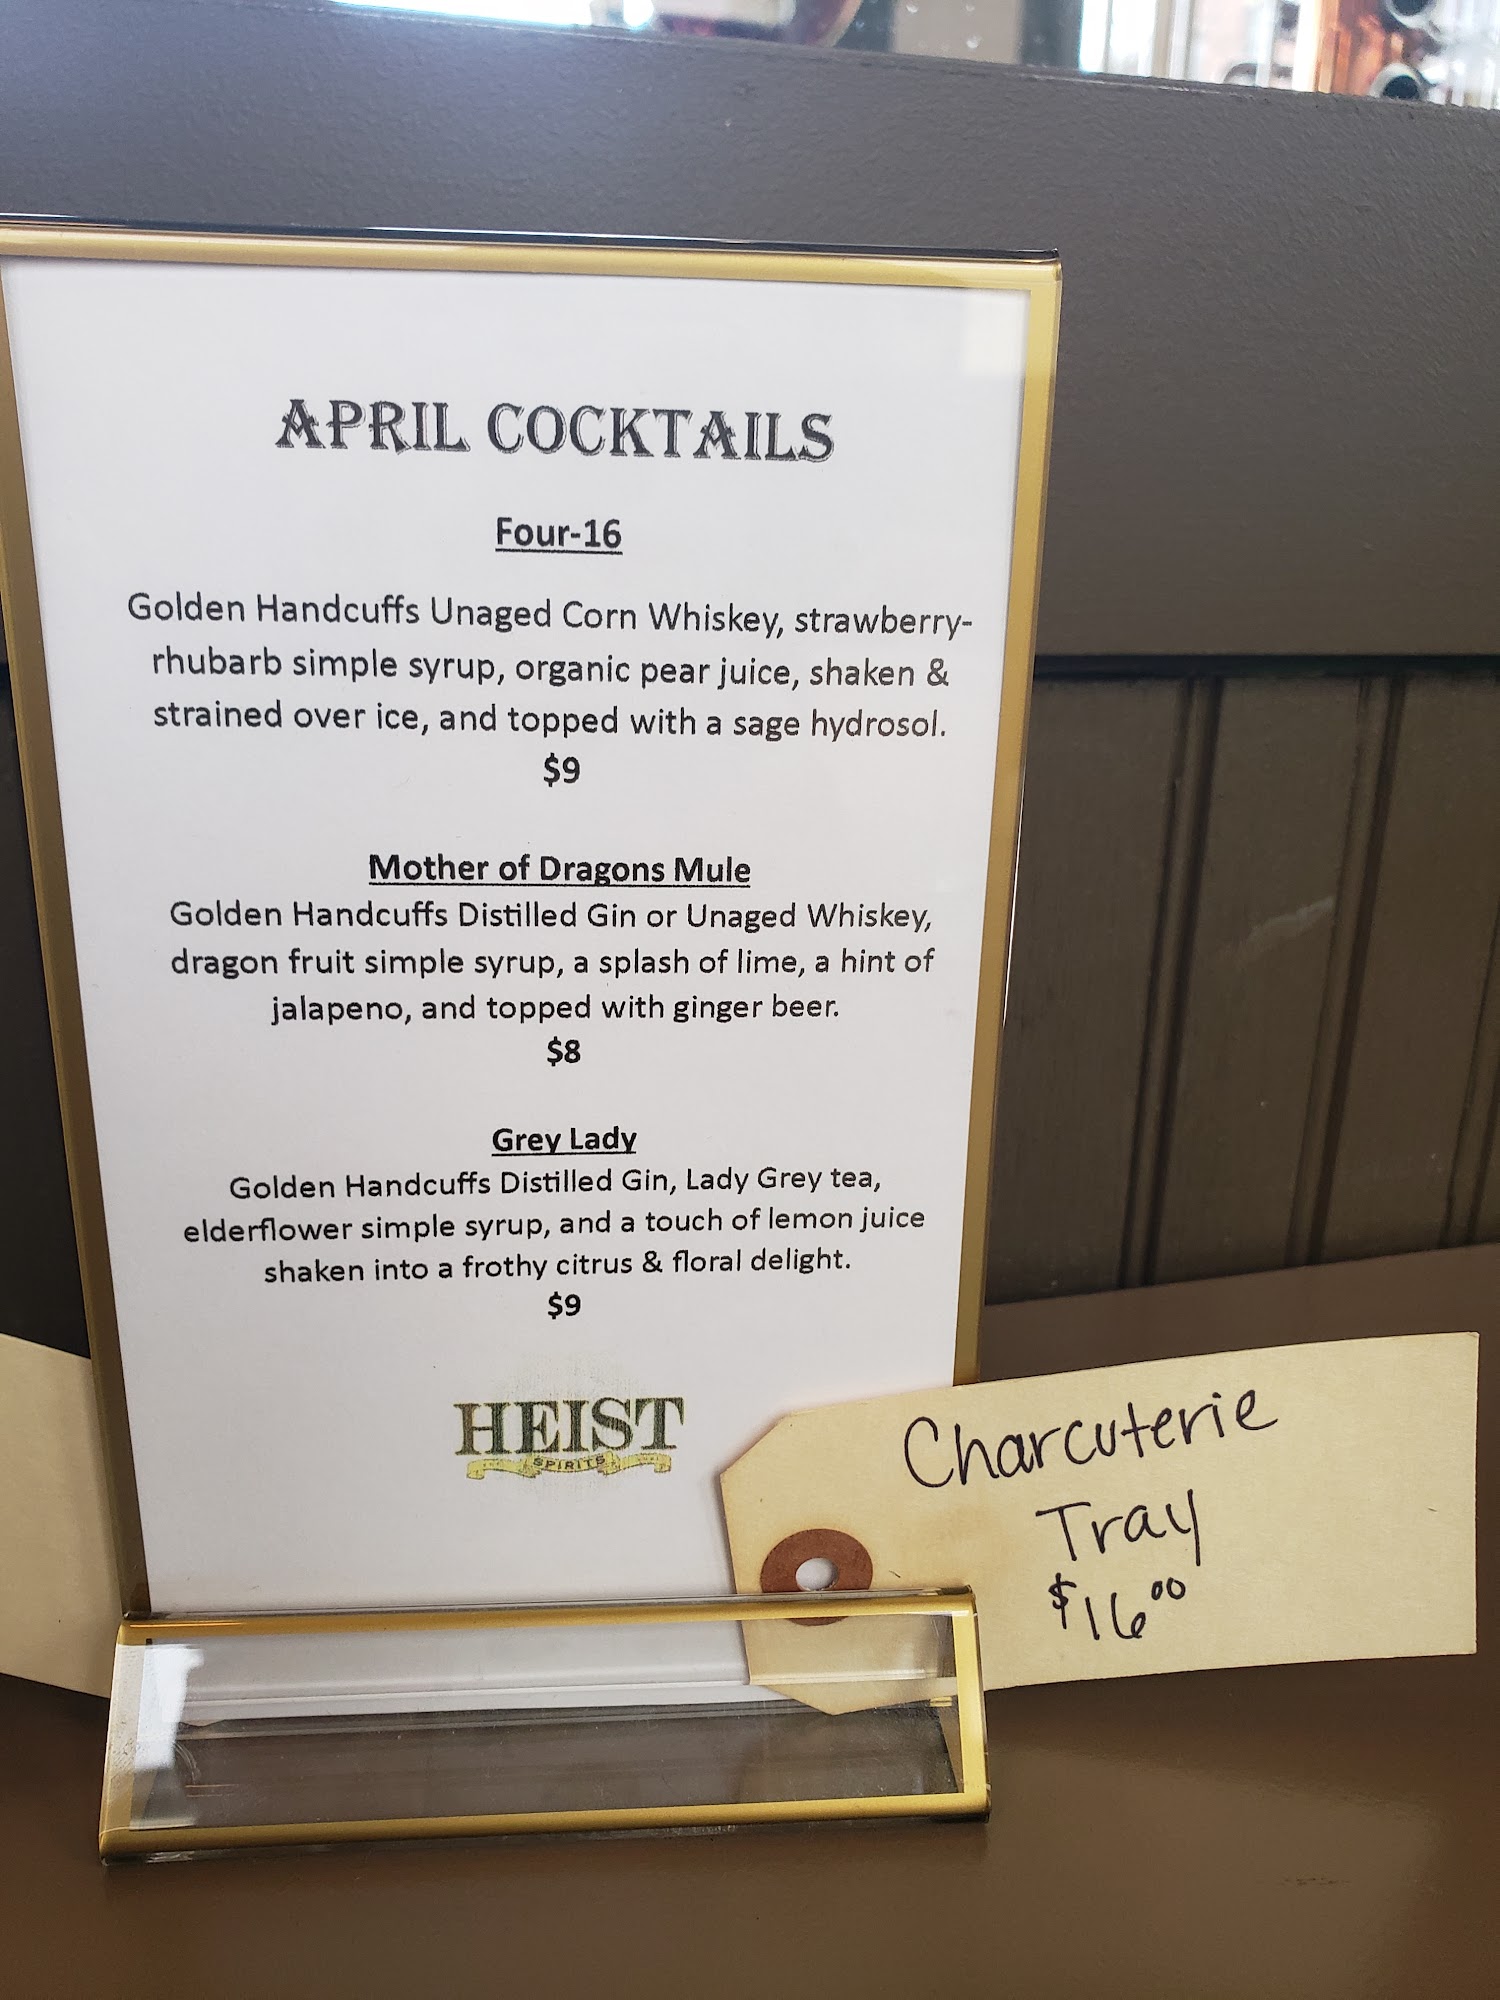 APRIL COCKTAILS
Four-16
Golden Handcuffs Unaged Corn Whiskey, strawberry-
rhubarb simple syrup, organic pear juice, shaken &
strained over ice, and topped with a sage hydrosol.
$9
Mother of Dragons Mule
Golden Handcuffs Distilled Gin or Unaged Whiskey,
dragon fruit simple syrup, a splash of lime, a hint of
jalapeno, and topped with ginger beer.
$8
Grey Lady
Golden Handcuffs Distilled Gin, Lady Grey tea,
elderflower simple syrup, and a touch of lemon juice
shaken into a frothy citrus & floral delight.
$9
HEIST
SPIRITS
Charcuterie
Tray
$16.00